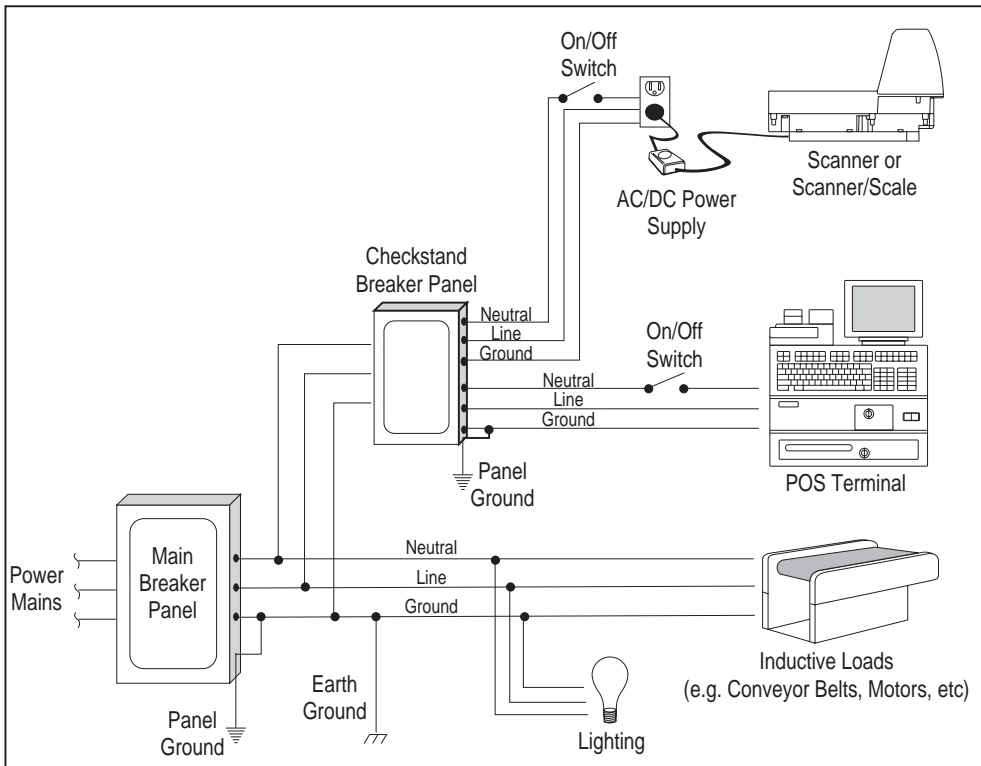 On/Off
Switch
Scanner or
Scanner/Scale
AC/DC Power
Supply
Checkstand
Breaker Panel
Neutral
Line
Ground
On/Off
Switch
Neutral
Line
Ground
Panel
Ground
POS Terminal
Power
Mains
Main
Breaker
Panel
Neutral
Line
Ground
Panel
Ground
Earth
Ground
Lighting
Inductive Loads
(e.g. Conveyor Belts, Motors, etc)